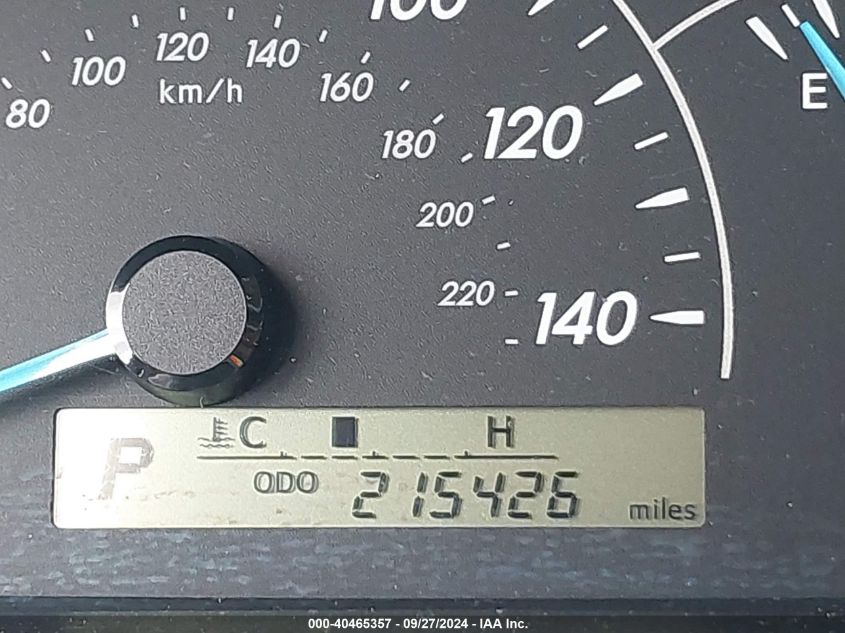 100
80 100 120 140 160
km/h
180 120
200
220 140
E
C H
P
ODO 215426 miles
000-40465357 - 09/27/2024 - IAA Inc.